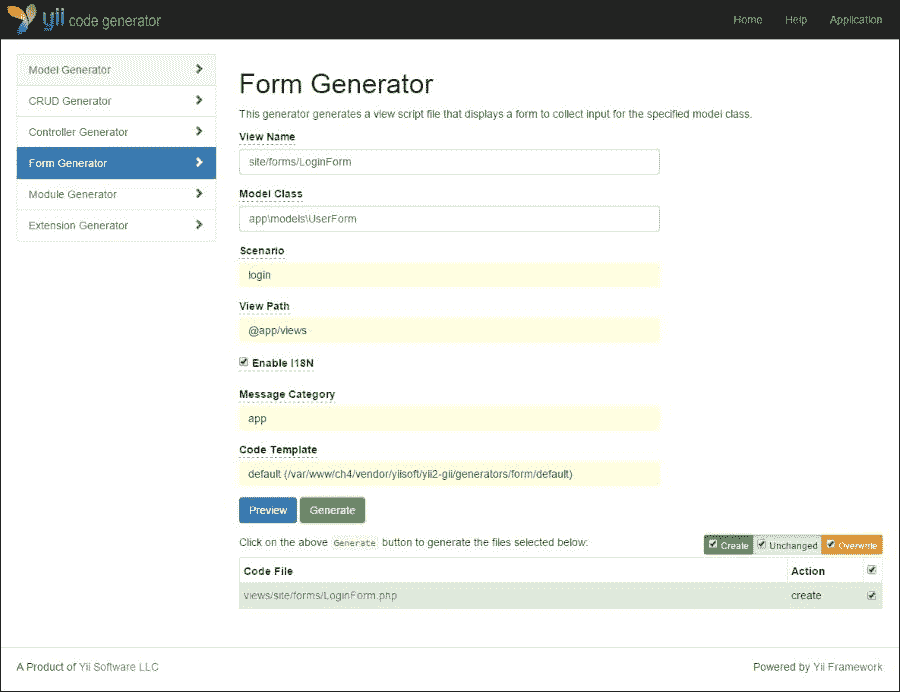 yii code generator
Home Help Application
Model Generator
CRUD Generator
Controller Generator
Form Generator
Module Generator
Extension Generator
Form Generator
This generator generates a view script file that displays a form to collect input for the specified model class.
View Name
site/forms/LoginForm
Model Class
app\models\UserForm
Scenario
login
View Path
@app/views
Enable I18N
Message Category
app
Code Template
default (/var/www/ch4/vendor/yiisoft/yii2-gii/generators/form/default)
Preview Generate
Click on the above Generate button to generate the files selected below:
Create Unchanged Overwrite
Code File Action
views/site/forms/LoginForm.php create
A Product of Yii Software LLC
Powered by Yii Framework